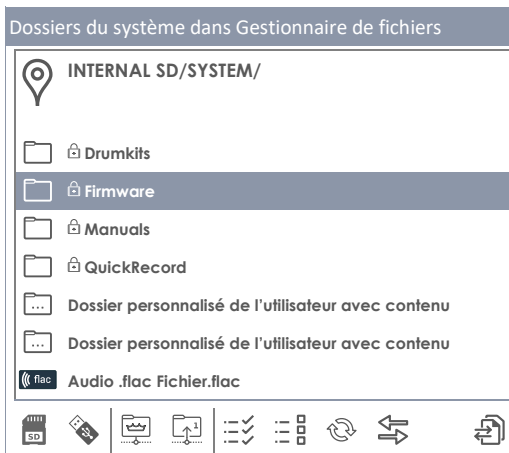 Dossiers du système dans Gestionnaire de fichiers
INTERNAL SD/SYSTEM/
Drumkits
Firmware
Manuals
QuickRecord
Dossier personnalisé de l’utilisateur avec contenu
Dossier personnalisé de l’utilisateur avec contenu
flac Audio .flac Fichier.flac
SD 1